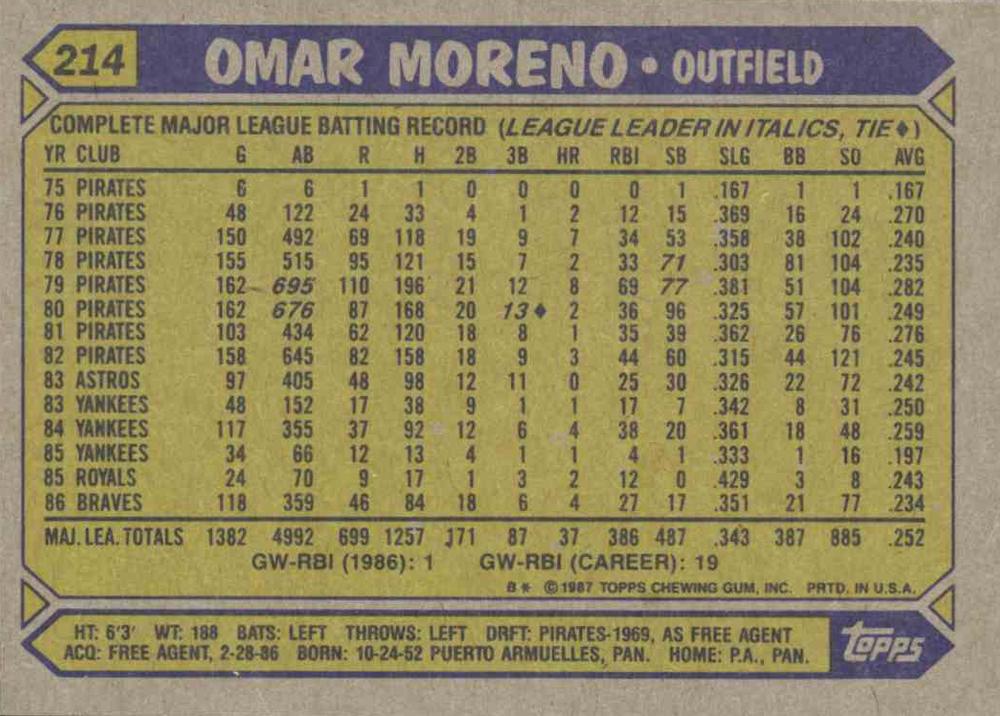 214 OMAR MORENO • OUTFIELD
COMPLETE MAJOR LEAGUE BATTING RECORD (LEAGUE LEADER IN ITALICS, TIE♦)
YR CLUB G AB R H 2B 3B HR RBI SB SLG BB SO AVG
75 PIRATES 6 6 1 1 0 0 0 0 1 .167 1 1 .167
76 PIRATES 48 122 24 33 4 1 2 12 15 .369 16 24 .270
77 PIRATES 150 492 69 118 19 9 7 34 53 .358 38 102 .240
78 PIRATES 155 515 95 121 15 7 2 33 71 .303 81 104 .235
79 PIRATES 162 695 110 196 21 12 8 69 77 .381 51 104 .282
80 PIRATES 162 676 87 168 20 13♦ 2 36 96 .325 57 101 .249
81 PIRATES 103 434 62 120 18 8 1 35 39 .362 26 76 .276
82 PIRATES 158 645 82 158 18 9 3 44 60 .315 44 121 .245
83 ASTROS 97 405 48 98 12 11 0 25 30 .326 22 72 .242
83 YANKEES 48 152 17 38 9 1 1 17 7 .342 8 31 .250
84 YANKEES 117 355 37 92 12 6 4 38 20 .361 18 48 .259
85 YANKEES 34 66 12 13 4 1 1 4 1 .333 1 16 .197
85 ROYALS 24 70 9 17 1 3 2 12 0 .429 3 8 .243
86 BRAVES 118 359 46 84 18 6 4 27 17 .351 21 77 .234
MAJ. LEA. TOTALS 1382 4992 699 1257 171 87 37 386 487 .343 387 885 .252
GW-RBI (1986): 1 GW-RBI (CAREER): 19
B* ©1987 TOPPS CHEWING GUM, INC. PRTD. IN U.S.A.
HT: 6'3' WT: 188 BATS: LEFT THROWS: LEFT DRFT: PIRATES-1969, AS FREE AGENT
ACQ: FREE AGENT, 2-28-86 BORN: 10-24-52 PUERTO ARMUELLES, PAN. HOME: P.A., PAN.
TOPPS